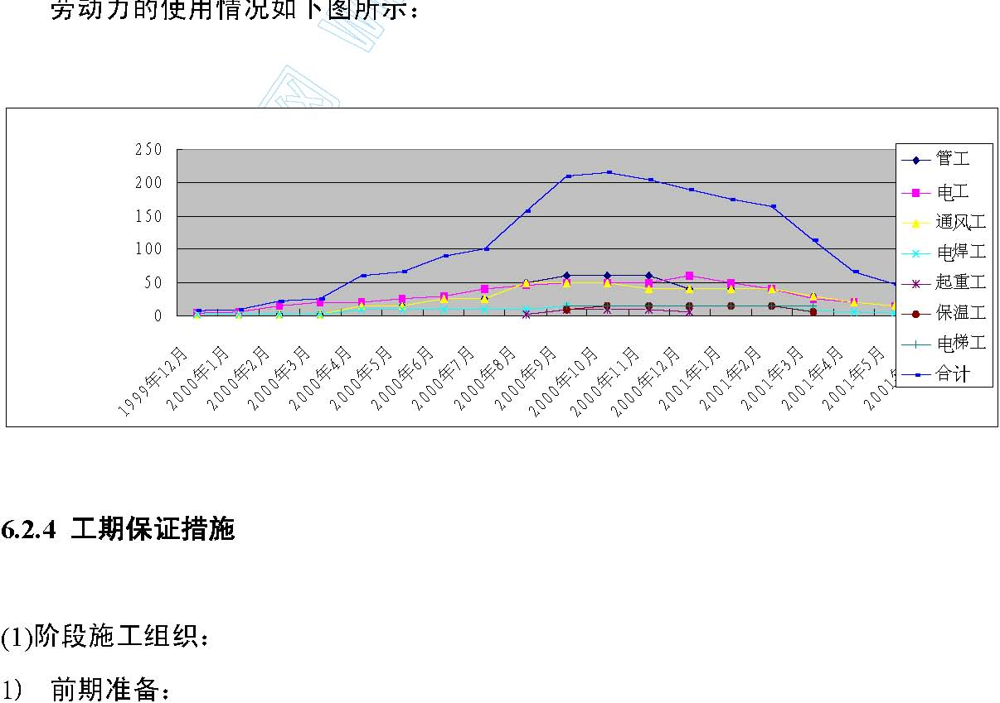 劳动力的使用情况如下图所示：
250
200
150
100
50
0
管工
电工
通风工
电焊工
起重工
保温工
电梯工
合计
1999年12月
2000年1月
2000年2月
2000年3月
2000年4月
2000年5月
2000年6月
2000年7月
2000年8月
2000年9月
2000年10月
2000年11月
2000年12月
2001年1月
2001年2月
2001年3月
2001年4月
2001年5月
6.2.4 工期保证措施
(1)阶段施工组织：
1) 前期准备：